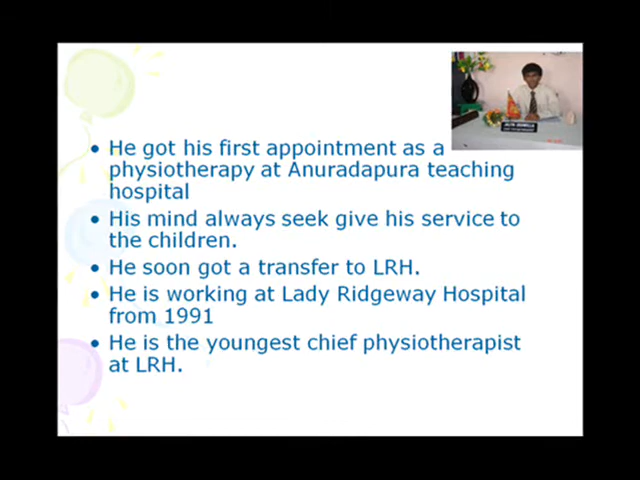 • He got his first appointment as a
physiotherapy at Anuradapura teaching
hospital
• His mind always seek give his service to
the children.
• He soon got a transfer to LRH.
• He is working at Lady Ridgeway Hospital
from 1991
• He is the youngest chief physiotherapist
at LRH.